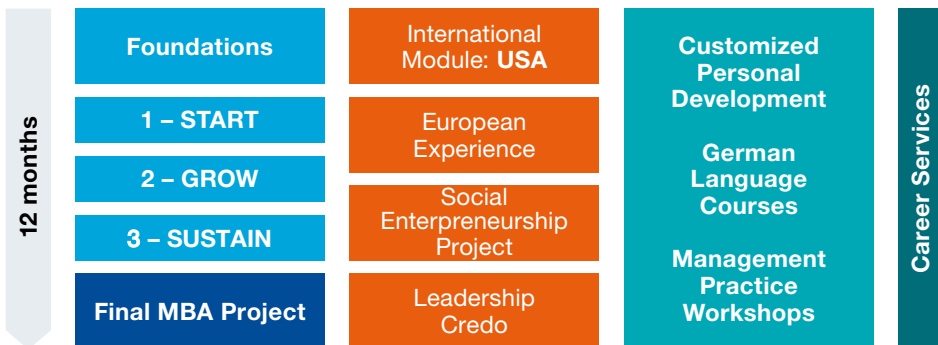 12 months
Foundations
1 – START
2 – GROW
3 – SUSTAIN
Final MBA Project
International
Module: USA
European
Experience
Social
Enterpreneurship
Project
Leadership
Credo
Customized
Personal
Development
German
Language
Courses
Management
Practice
Workshops
Career Services